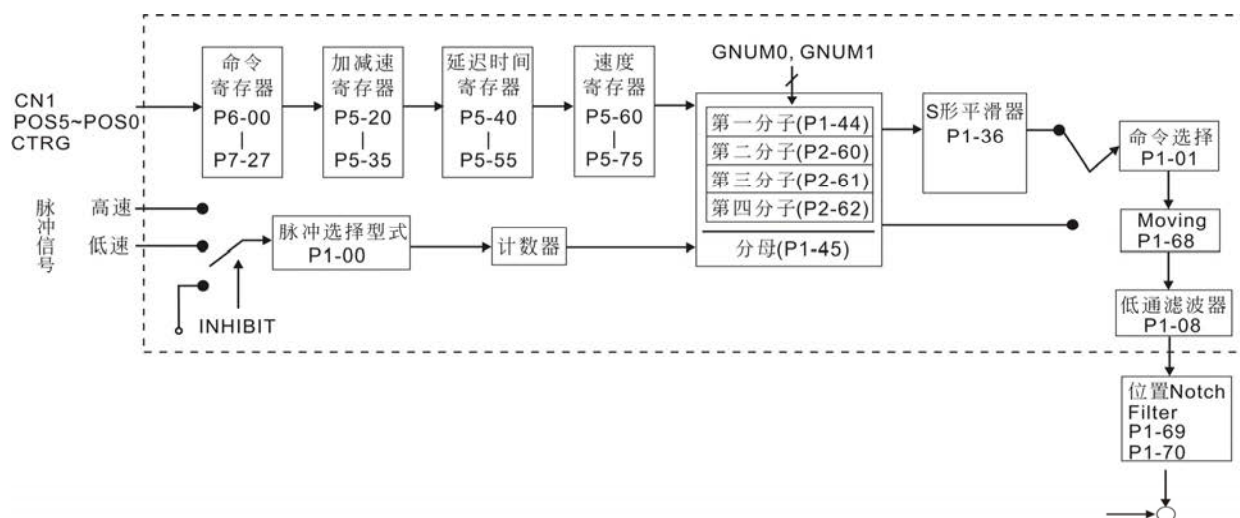 CN1
POS5~POS0
CTRG
命令
寄存器
P6-00
P7-27
加减速
寄存器
P5-20
P5-35
延迟时间
寄存器
P5-40
P5-55
速度
寄存器
P5-60
P5-75
GNUM0, GNUM1
第一分子(P1-44)
第二分子(P2-60)
第三分子(P2-61)
第四分子(P2-62)
分母(P1-45)
S形平滑器
P1-36
命令选择
P1-01
Moving
P1-68
低通滤波器
P1-08
位置Notch
Filter
P1-69
P1-70
脉冲信号
高速
低速
脉冲选择型式
P1-00
计数器
INHIBIT